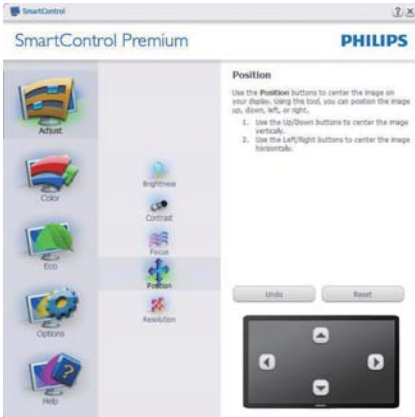 SmartControl
SmartControl Premium
PHILIPS
Adjust
Color
Eco
Options
Help
Brightness
Contrast
Focus
Position
Resolution
Position
Use the Position buttons to center the image on
your display. Using the tool, you can position the image
up, down, left, or right.
1. Use the Up/Down buttons to center the image
vertically.
2. Use the Left/Right buttons to center the image
horizontally.
Undo
Reset